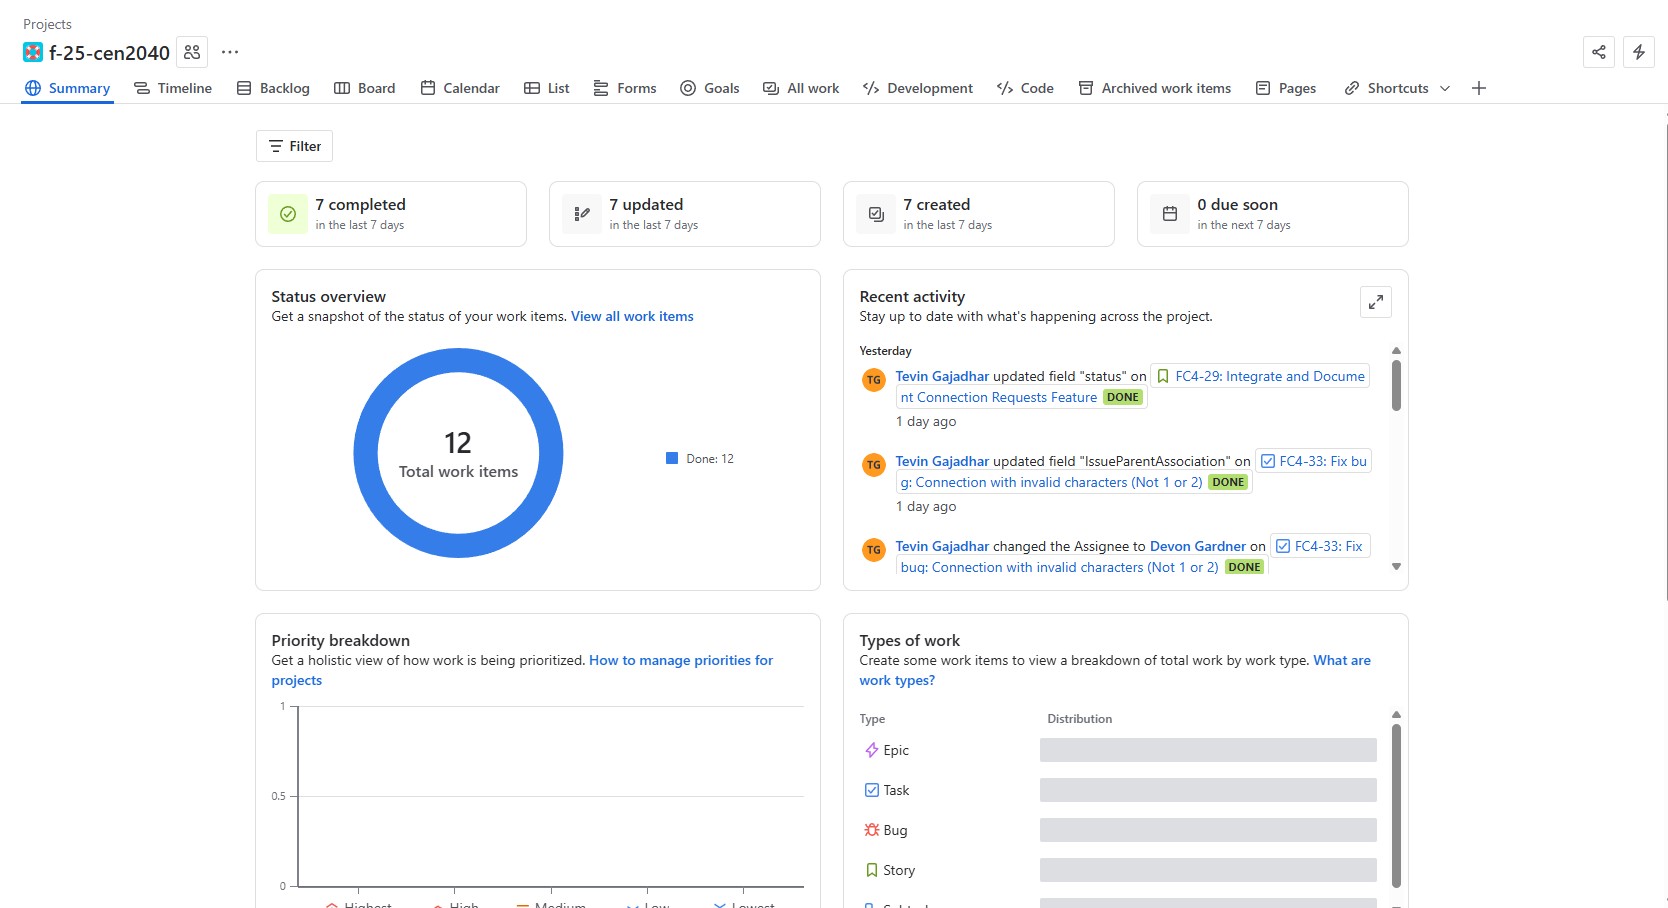 Projects
f-25-cen2040
Summary Timeline Backlog Board Calendar List Forms Goals All work Development Code Archived work items Pages Shortcuts
Filter
7 completed
in the last 7 days
7 updated
in the last 7 days
7 created
in the last 7 days
0 due soon
in the next 7 days
Status overview
Get a snapshot of the status of your work items. View all work items
12
Total work items
Done: 12
Recent activity
Stay up to date with what's happening across the project.
Yesterday
TG Tevin Gajadhar updated field "status" on FC4-29: Integrate and Docume
nt Connection Requests Feature DONE
1 day ago
TG Tevin Gajadhar updated field "IssueParentAssociation" on FC4-33: Fix bu
g: Connection with invalid characters (Not 1 or 2) DONE
1 day ago
TG Tevin Gajadhar changed the Assignee to Devon Gardner on FC4-33: Fix
bug: Connection with invalid characters (Not 1 or 2) DONE
Priority breakdown
Get a holistic view of how work is being prioritized. How to manage priorities for
projects
1
0.5
0
Highest High Medium Low Lowest
Types of work
Create some work items to view a breakdown of total work by work type. What are
work types?
Type Distribution
Epic
Task
Bug
Story